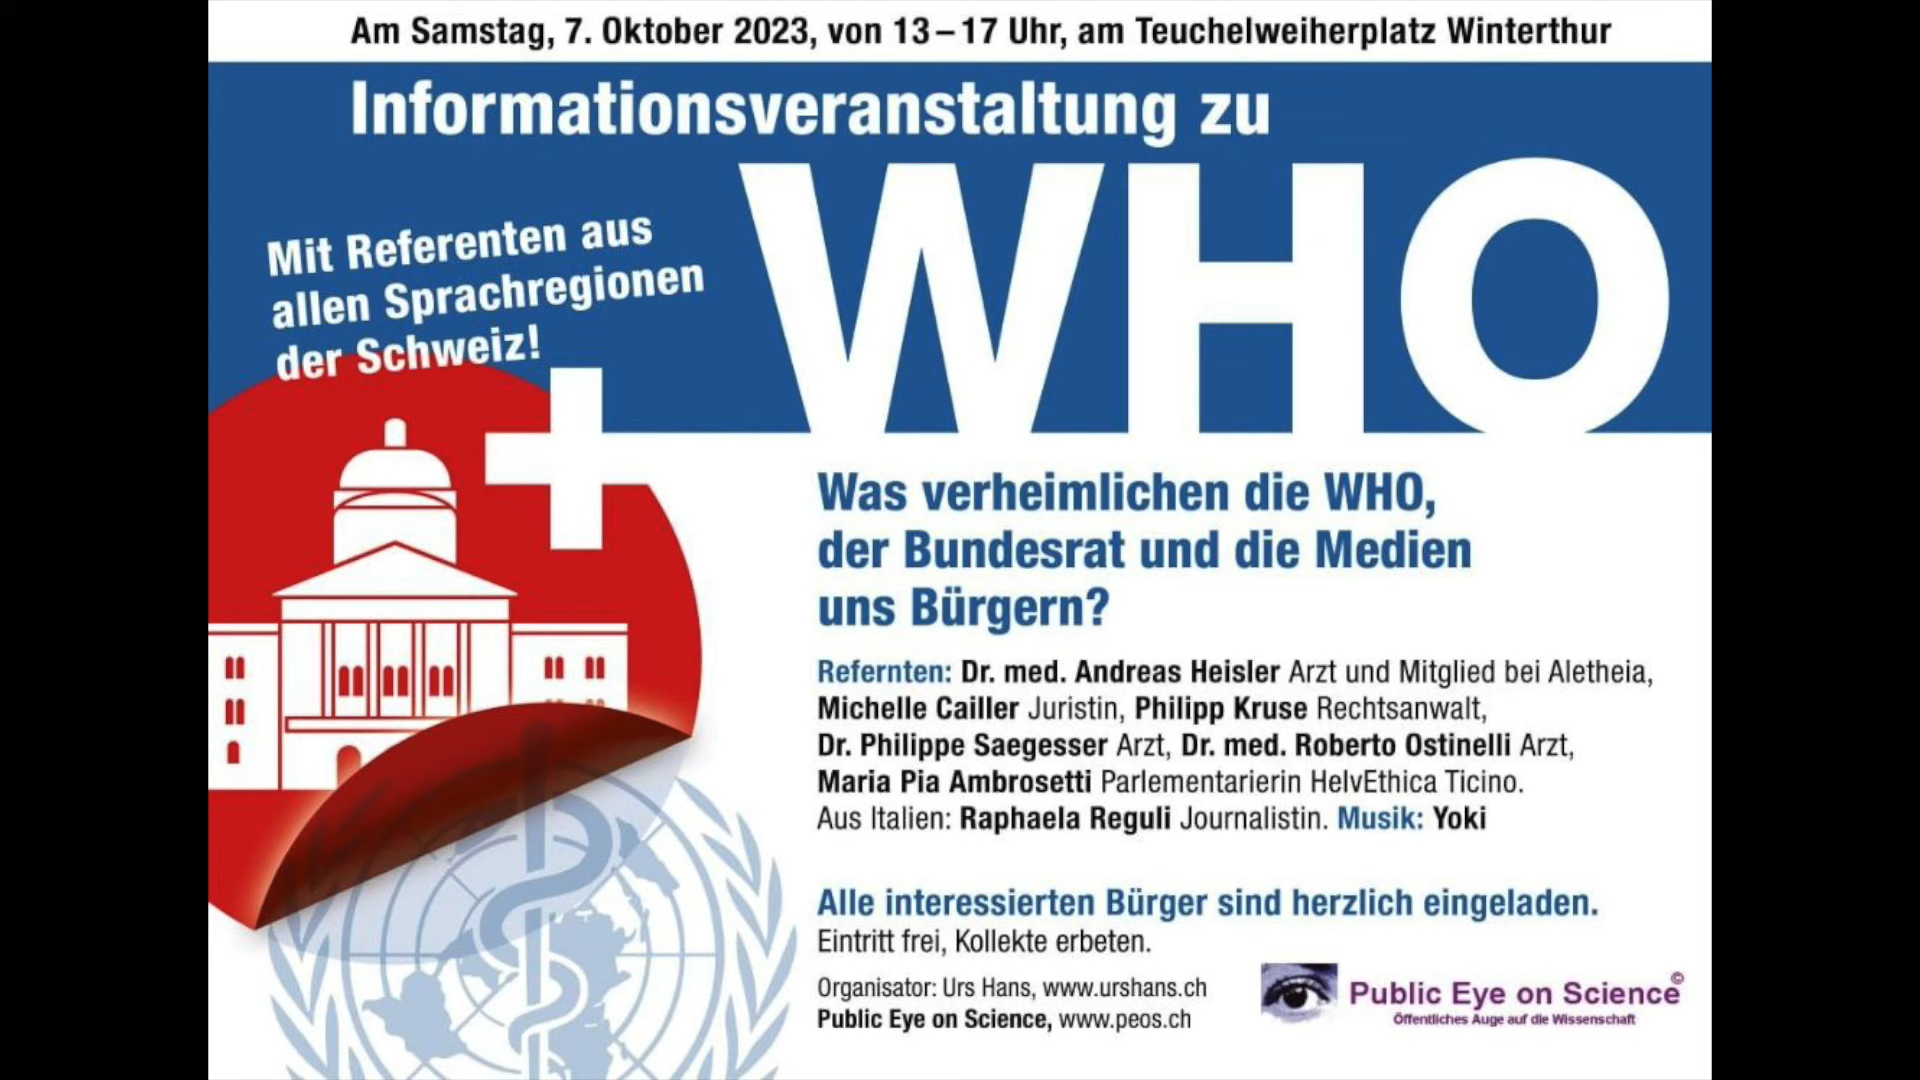 Am Samstag, 7. Oktober 2023, von 13–17 Uhr, am Teuchelweiherplatz Winterthur
Informationsveranstaltung zu
WHO
Mit Referenten aus
allen Sprachregionen
der Schweiz!
Was verheimlichen die WHO,
der Bundesrat und die Medien
uns Bürgern?
Refernten: Dr. med. Andreas Heisler Arzt und Mitglied bei Aletheia,
Michelle Cailler Juristin, Philipp Kruse Rechtsanwalt,
Dr. Philippe Saegesser Arzt, Dr. med. Roberto Ostinelli Arzt,
Maria Pia Ambrosetti Parlementarierin HelvEthica Ticino.
Aus Italien: Raphaela Reguli Journalistin. Musik: Yoki
Alle interessierten Bürger sind herzlich eingeladen.
Eintritt frei, Kollekte erbeten.
Organisator: Urs Hans, www.urshans.ch
Public Eye on Science, www.peos.ch
Public Eye on Science©
Öffentliches Auge auf die Wissenschaft